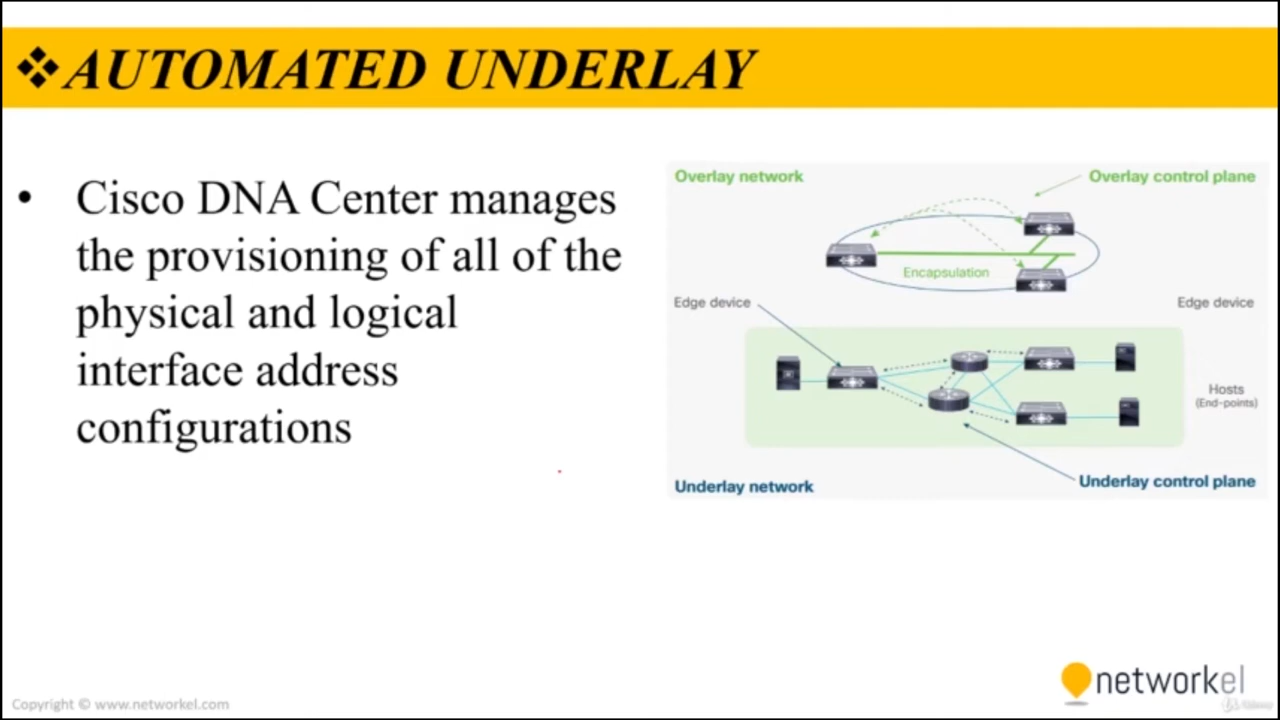 ❖AUTOMATED UNDERLAY
• Cisco DNA Center manages
the provisioning of all of the
physical and logical
interface address
configurations
Overlay network
Overlay control plane
Encapsulation
Edge device
Edge device
Hosts
(End-points)
Underlay network
Underlay control plane
networkel
Copyright © www.networkel.com
Udemy